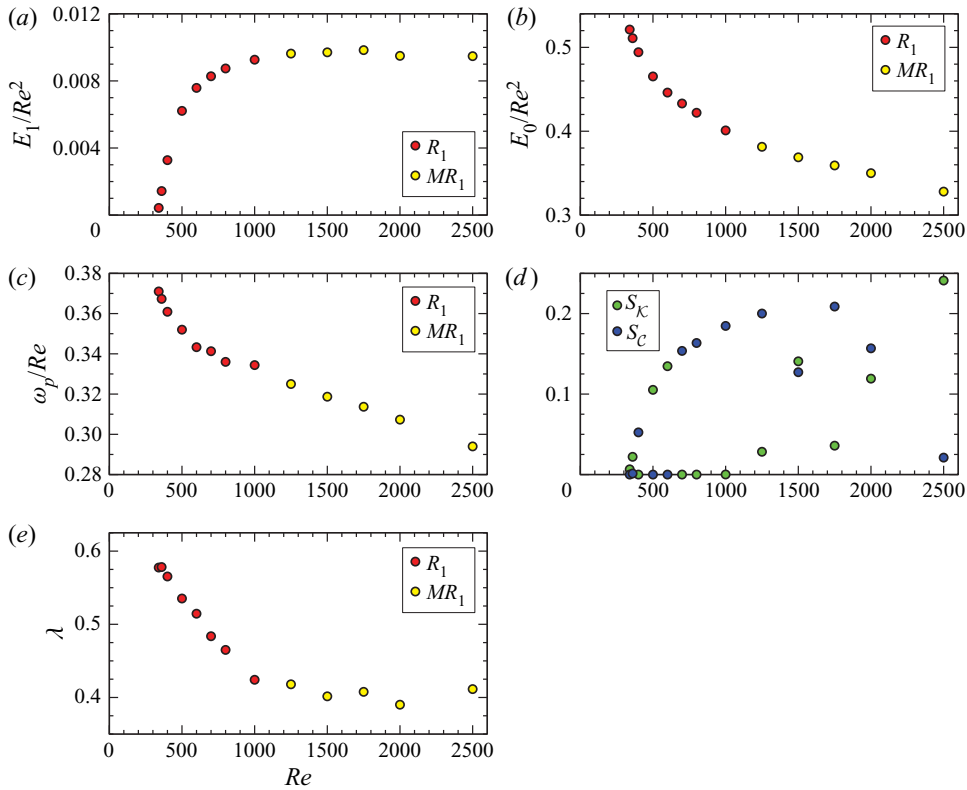 (a)
0.012
0.008
0.004
0
E₁/Re²
R₁
MR₁
500 1000 1500 2000 2500
(b)
0.5
0.4
0.3
E₀/Re²
R₁
MR₁
0 500 1000 1500 2000 2500
(c)
0.38
0.36
0.34
0.32
0.30
0.28
ωₚ/Re
R₁
MR₁
0 500 1000 1500 2000 2500
(d)
0.2
0.1
S_𝒦
S_𝒞
0 500 1000 1500 2000 2500
(e)
0.6
0.5
0.4
λ
R₁
MR₁
0 500 1000 1500 2000 2500
Re